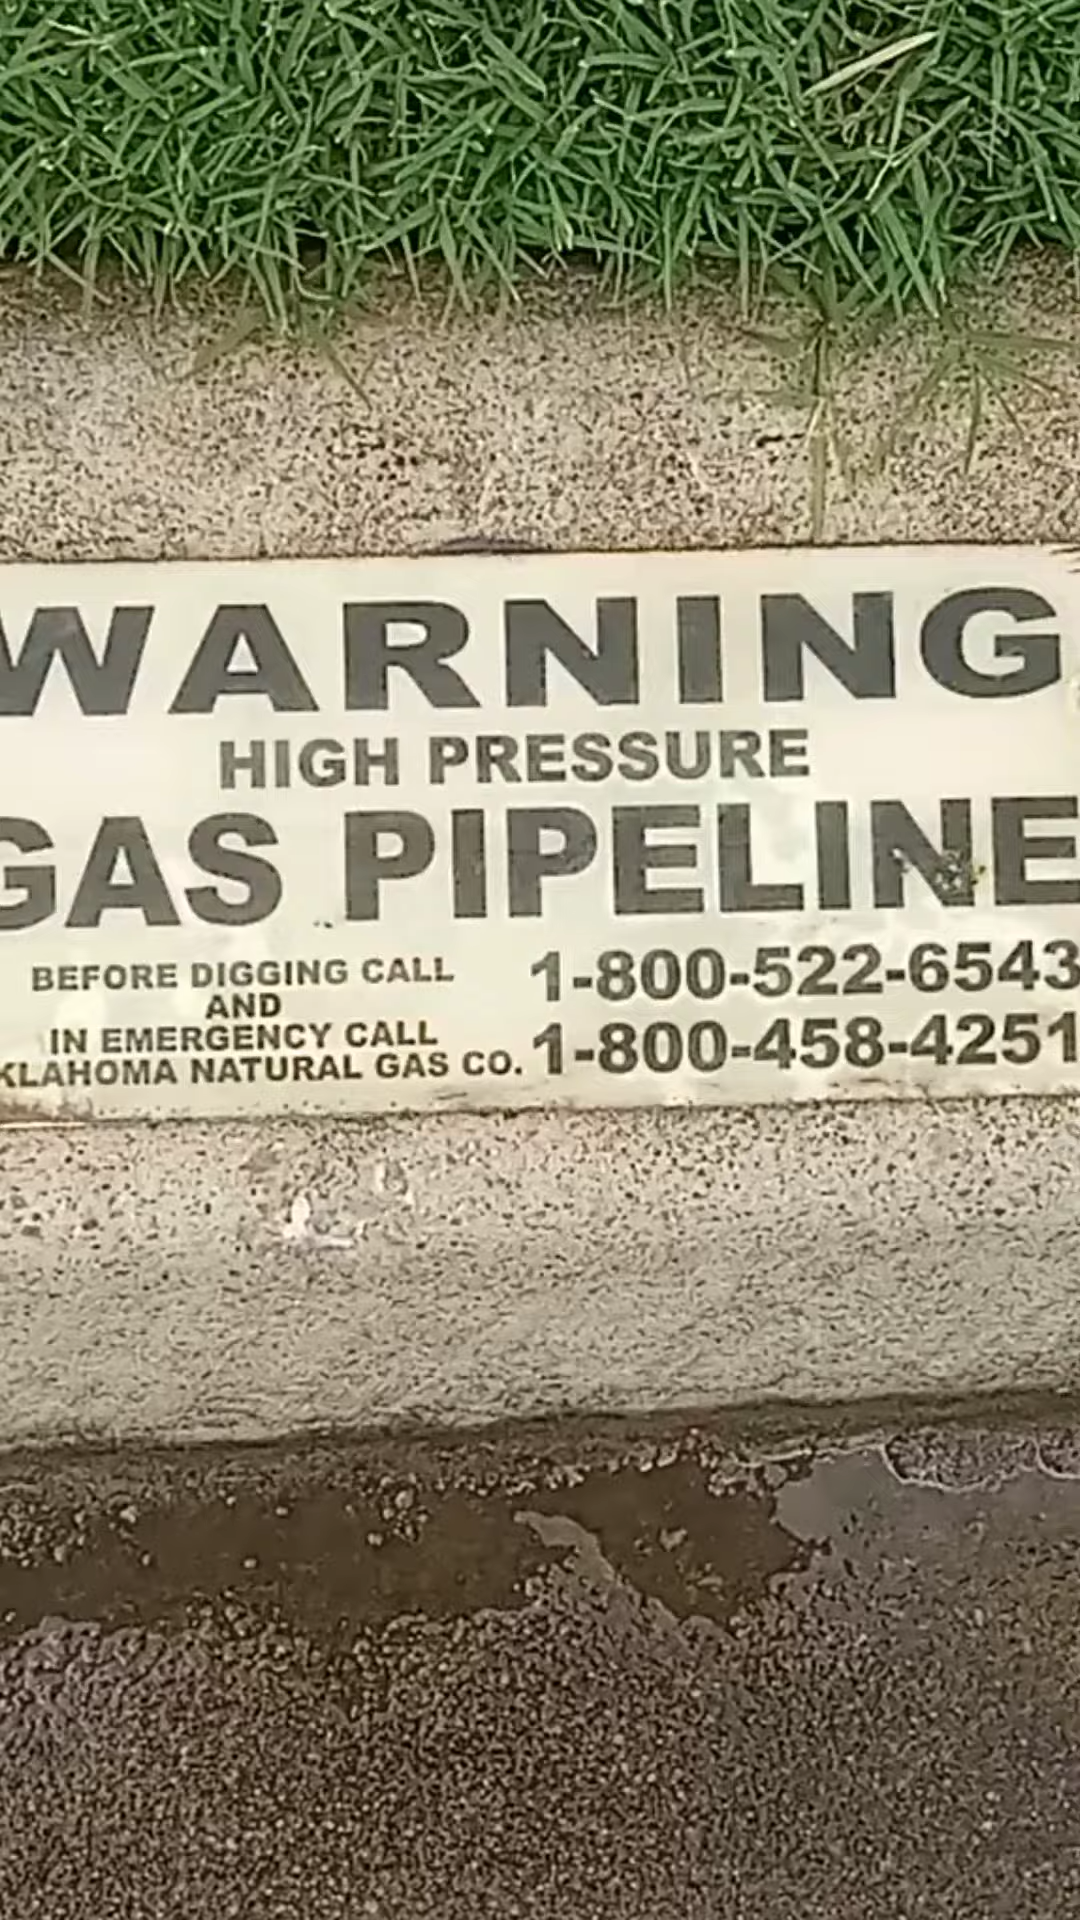 WARNING
HIGH PRESSURE
GAS PIPELINE
BEFORE DIGGING CALL 1-800-522-6543
AND
IN EMERGENCY CALL 1-800-458-4251
KLAHOMA NATURAL GAS CO.